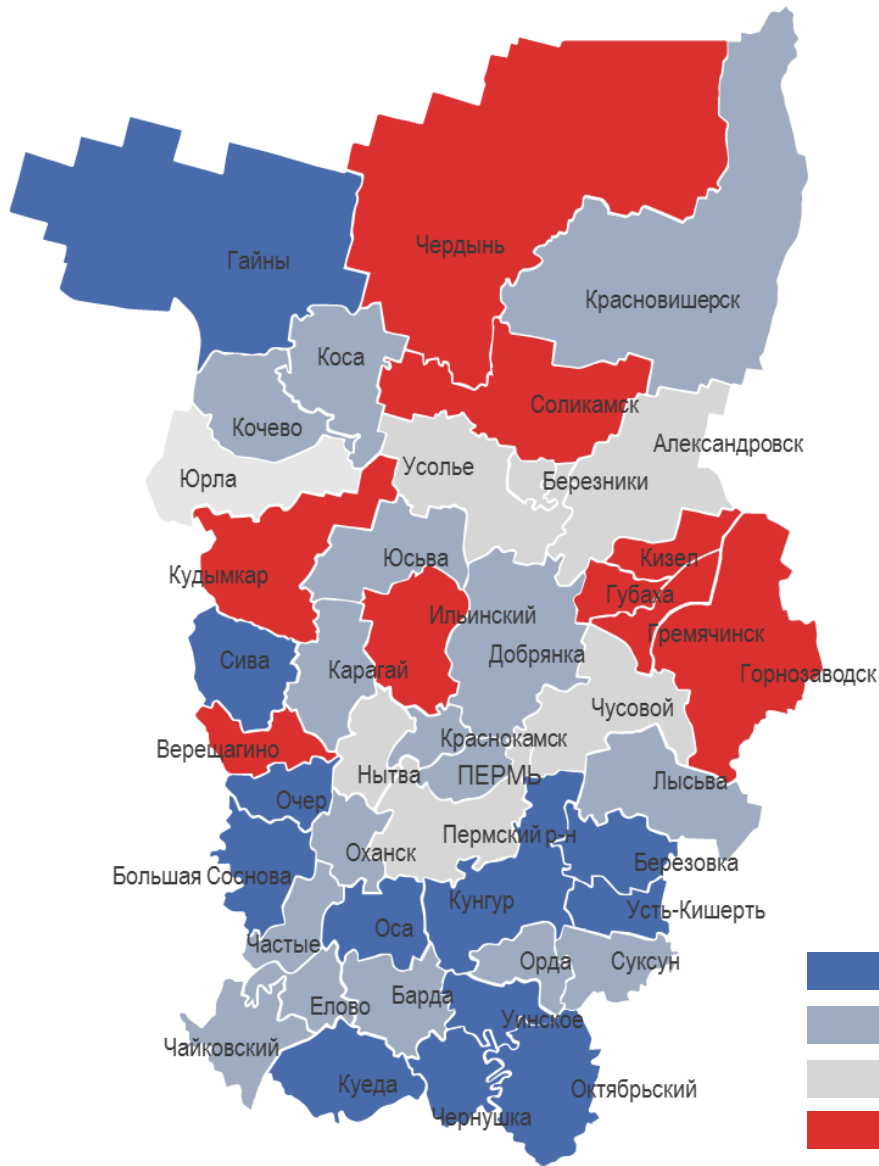 Чердынь
Гайны
Красновишерск
Коса
Соликамск
Кочево
Александровск
Усолье
Юрла
Березники
Юсьва
Кизел
Кудымкар
Губаха
Ильинский
Гремячинск
Сива
Добрянка
Карагай
Горнозаводск
Чусовой
Краснокамск
Верещагино
Нытва
ПЕРМЬ
Лысьва
Очер
Пермский р-н
Оханск
Березовка
Большая Соснова
Кунгур
Усть-Кишерть
Оса
Частые
Орда
Суксун
Барда
Елово
Уинское
Чайковский
Куеда
Октябрьский
Чернушка